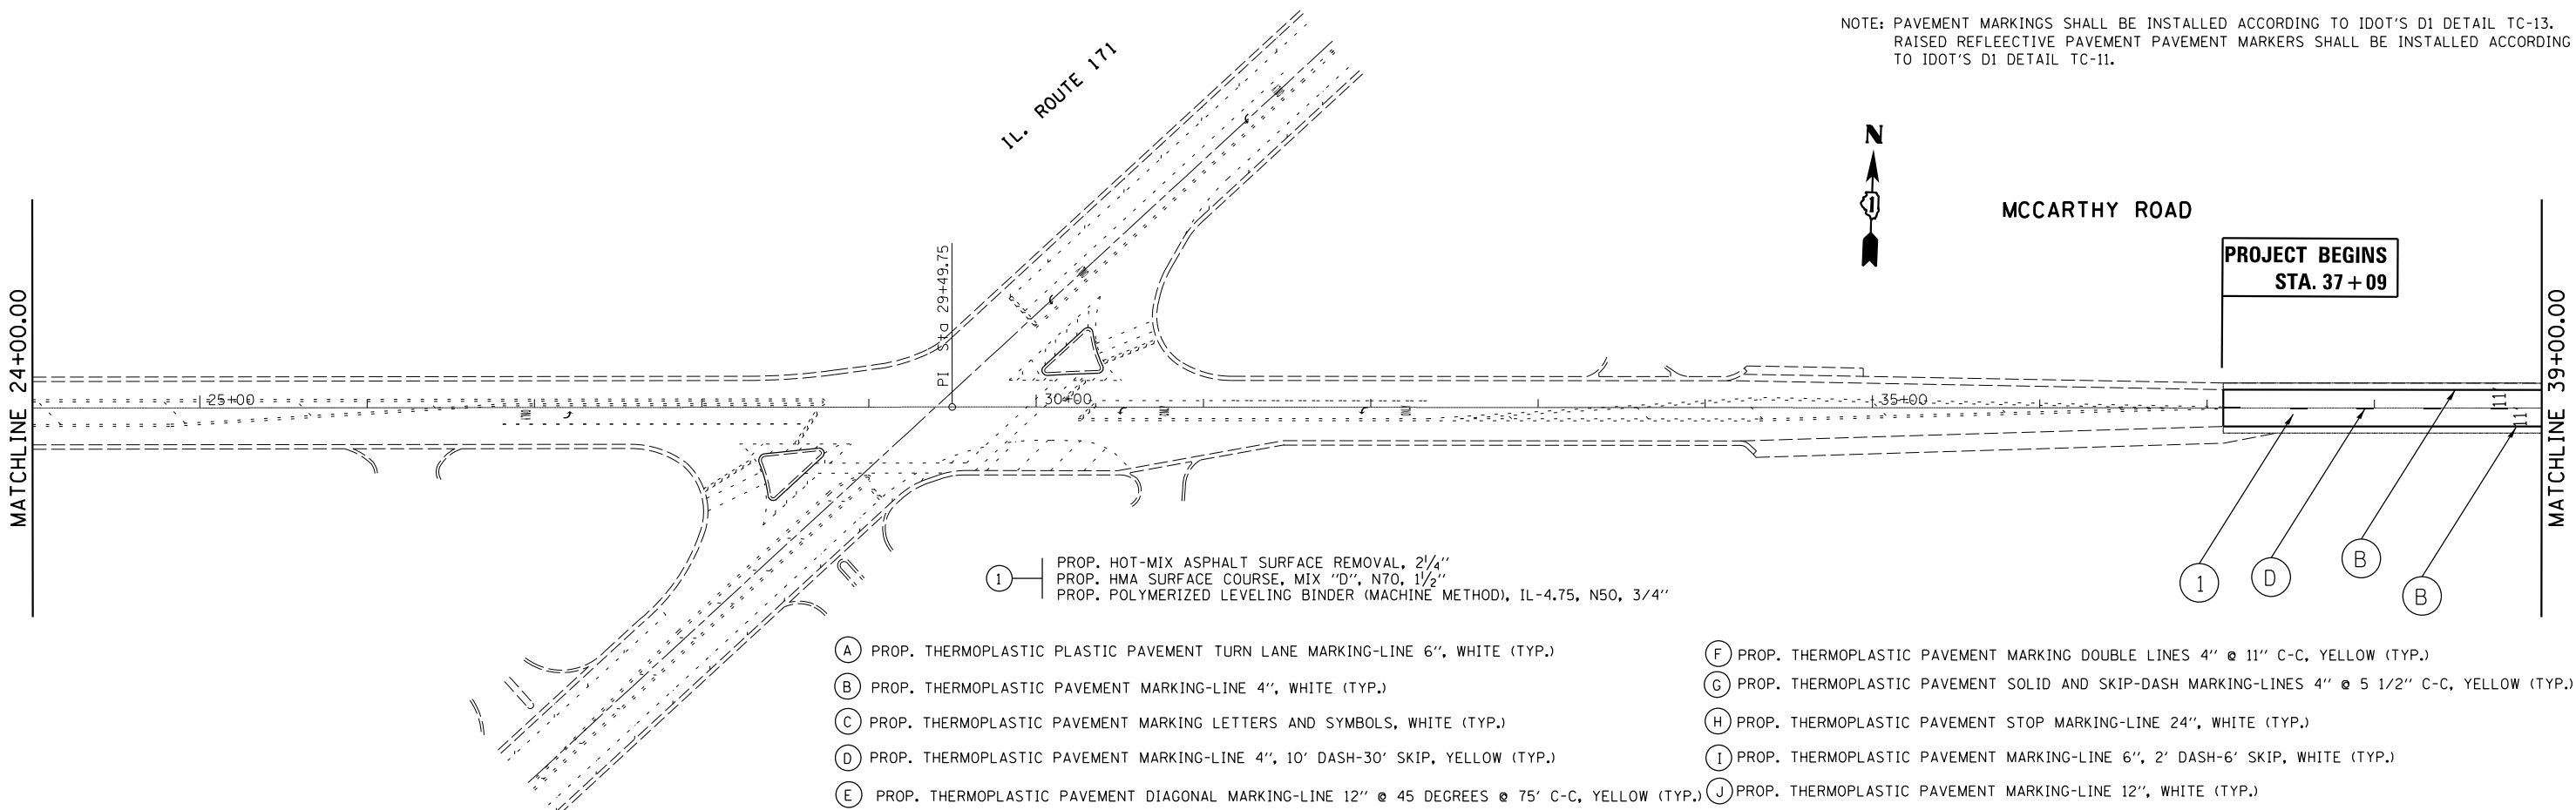 NOTE: PAVEMENT MARKINGS SHALL BE INSTALLED ACCORDING TO IDOT'S D1 DETAIL TC-13.
RAISED REFLEECTIVE PAVEMENT PAVEMENT MARKERS SHALL BE INSTALLED ACCORDING
TO IDOT'S D1 DETAIL TC-11.
IL. ROUTE 171
N
MCCARTHY ROAD
PROJECT BEGINS
STA. 37+09
MATCHLINE 24+00.00
25+00
PI Sta 29+49.75
30+00
35+00
11'
11'
MATCHLINE 39+00.00
1
D
B
B
1
PROP. HOT-MIX ASPHALT SURFACE REMOVAL, 2 1/4"
PROP. HMA SURFACE COURSE, MIX "D", N70, 1 1/2"
PROP. POLYMERIZED LEVELING BINDER (MACHINE METHOD), IL-4.75, N50, 3/4"
A PROP. THERMOPLASTIC PLASTIC PAVEMENT TURN LANE MARKING-LINE 6", WHITE (TYP.)
B PROP. THERMOPLASTIC PAVEMENT MARKING-LINE 4", WHITE (TYP.)
C PROP. THERMOPLASTIC PAVEMENT MARKING LETTERS AND SYMBOLS, WHITE (TYP.)
D PROP. THERMOPLASTIC PAVEMENT MARKING-LINE 4", 10' DASH-30' SKIP, YELLOW (TYP.)
E PROP. THERMOPLASTIC PAVEMENT DIAGONAL MARKING-LINE 12" @ 45 DEGREES @ 75' C-C, YELLOW (TYP.)
F PROP. THERMOPLASTIC PAVEMENT MARKING DOUBLE LINES 4" @ 11" C-C, YELLOW (TYP.)
G PROP. THERMOPLASTIC PAVEMENT SOLID AND SKIP-DASH MARKING-LINES 4" @ 5 1/2" C-C, YELLOW (TYP.)
H PROP. THERMOPLASTIC PAVEMENT STOP MARKING-LINE 24", WHITE (TYP.)
I PROP. THERMOPLASTIC PAVEMENT MARKING-LINE 6", 2' DASH-6' SKIP, WHITE (TYP.)
J PROP. THERMOPLASTIC PAVEMENT MARKING-LINE 12", WHITE (TYP.)